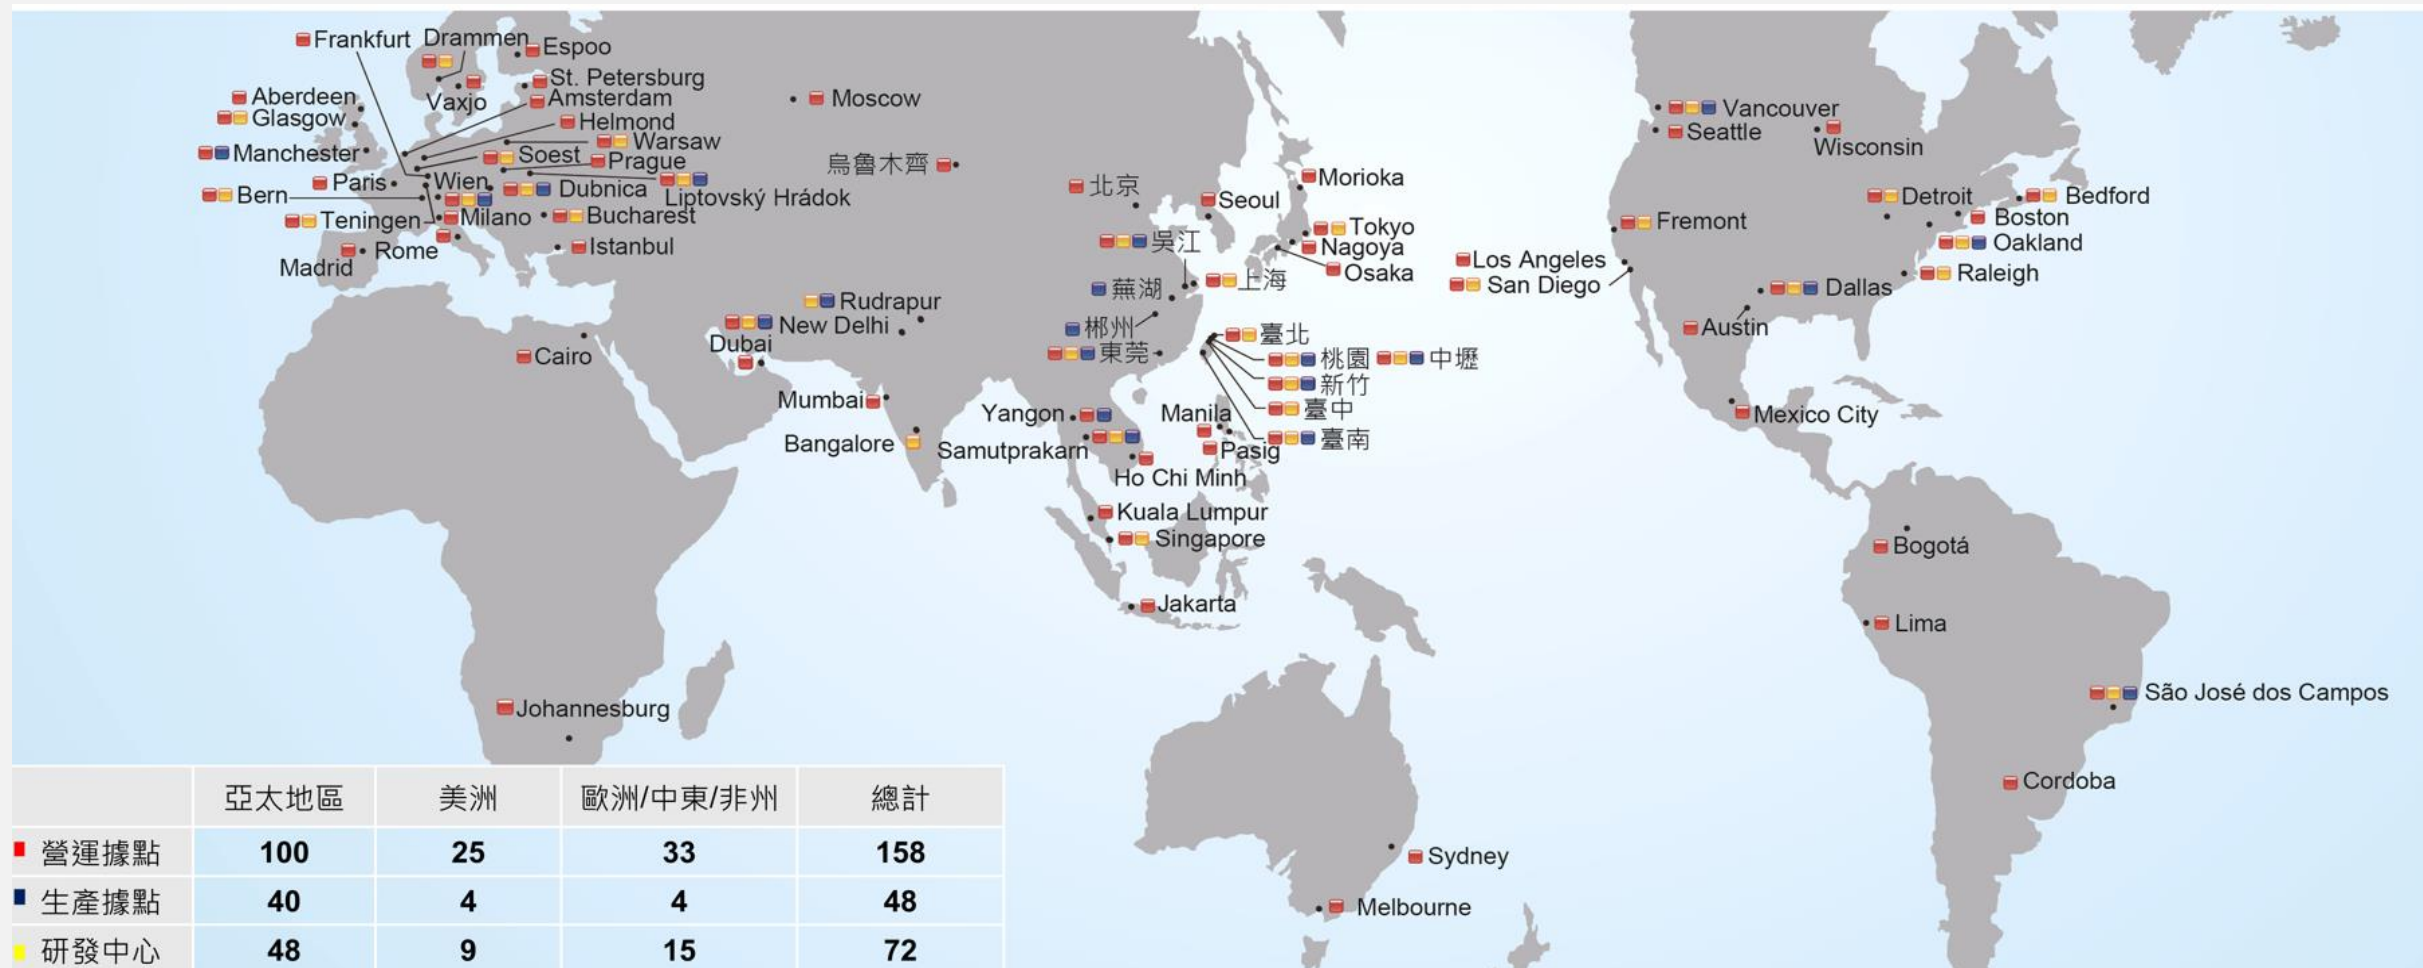 Frankfurt
Drammen
Espoo
St. Petersburg
Aberdeen
Vaxjo
Amsterdam
Moscow
Glasgow
Helmond
Warsaw
Manchester
Soest
Prague
Paris
Wien
Dubnica
Liptovský Hrádok
Bern
Teningen
Milano
Bucharest
Madrid
Rome
Istanbul
烏魯木齊
北京
Seoul
Morioka
Tokyo
吳江
Nagoya
Osaka
蕪湖
上海
Rudrapur
New Delhi
郴州
Dubai
東莞
臺北
桃園
中壢
新竹
臺中
臺南
Cairo
Mumbai
Bangalore
Yangon
Manila
Samutprakarn
Pasig
Ho Chi Minh
Kuala Lumpur
Singapore
Jakarta
Johannesburg
Sydney
Melbourne
Vancouver
Seattle
Wisconsin
Detroit
Bedford
Fremont
Boston
Oakland
Los Angeles
San Diego
Raleigh
Dallas
Austin
Mexico City
Bogotá
Lima
São José dos Campos
Cordoba
亞太地區 美洲 歐洲/中東/非州 總計
營運據點 100 25 33 158
生產據點 40 4 4 48
研發中心 48 9 15 72